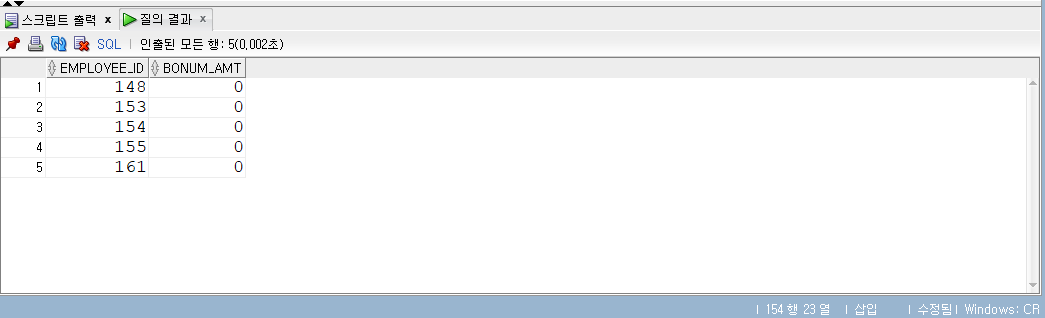 스크립트 출력 x 질의 결과 x
SQL | 인출된 모든 행: 5(0,002초)
EMPLOYEE_ID BONUM_AMT
1 148 0
2 153 0
3 154 0
4 155 0
5 161 0
| 154 행 23 열 | 삽입 | 수정됨 | Windows: CR